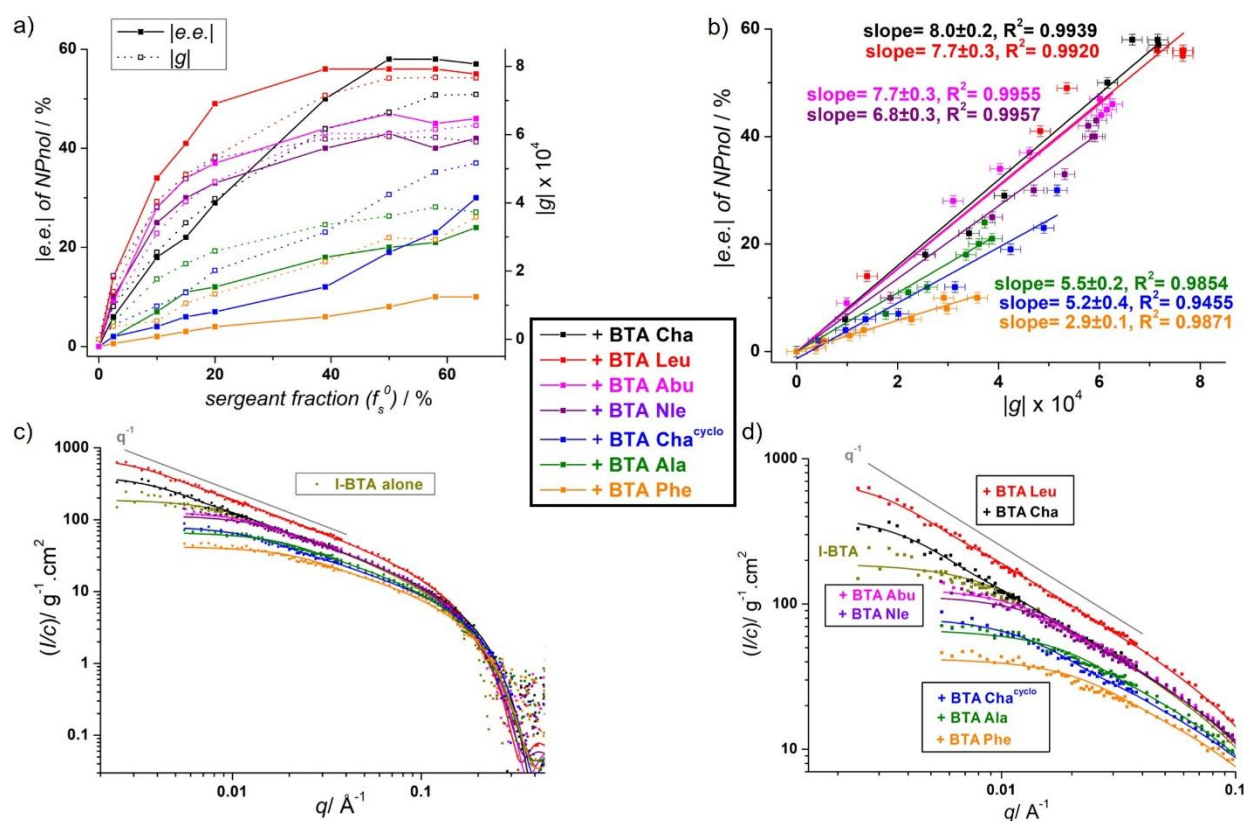 a)
|e.e.|
|g|
60
40
20
0
|e.e.| of NPnol / %
8
6
4
2
0
|g| x 10⁴
0 20 40 60
sergeant fraction (fₛ⁰) / %
b)
slope= 8.0±0.2, R²= 0.9939
slope= 7.7±0.3, R²= 0.9920
slope= 7.7±0.3, R²= 0.9955
slope= 6.8±0.3, R²= 0.9957
slope= 5.5±0.2, R²= 0.9854
slope= 5.2±0.4, R²= 0.9455
slope= 2.9±0.1, R²= 0.9871
60
50
40
30
20
10
0
|e.e.| of NPnol / %
0 2 4 6 8
|g| x 10⁴
+ BTA Cha
+ BTA Leu
+ BTA Abu
+ BTA Nle
+ BTA Cha^cyclo
+ BTA Ala
+ BTA Phe
c)
q⁻¹
I-BTA alone
1000
100
10
1
0.1
(I/c)/ g⁻¹.cm²
0.01 0.1
q/ Å⁻¹
d)
q⁻¹
+ BTA Leu
+ BTA Cha
I-BTA
+ BTA Abu
+ BTA Nle
+ BTA Cha^cyclo
+ BTA Ala
+ BTA Phe
1000
100
10
(I/c)/ g⁻¹.cm²
0.01 0.1
q/ A⁻¹